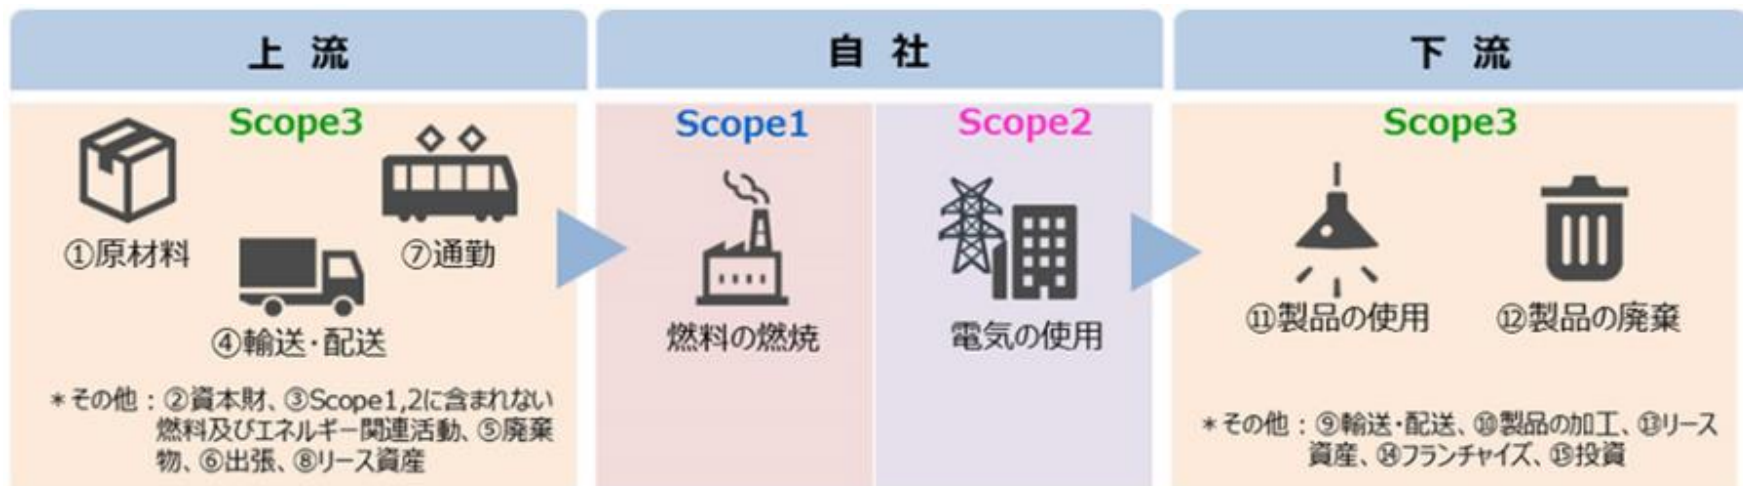 上 流
自 社
下 流
Scope3
①原材料
⑦通勤
④輸送・配送
＊その他：②資本財、③Scope1,2に含まれない
燃料及びエネルギー関連活動、⑤廃棄
物、⑥出張、⑧リース資産
Scope1
燃料の燃焼
Scope2
電気の使用
Scope3
⑪製品の使用
⑫製品の廃棄
＊その他：⑨輸送・配送、⑩製品の加工、⑬リース
資産、⑭フランチャイズ、⑮投資